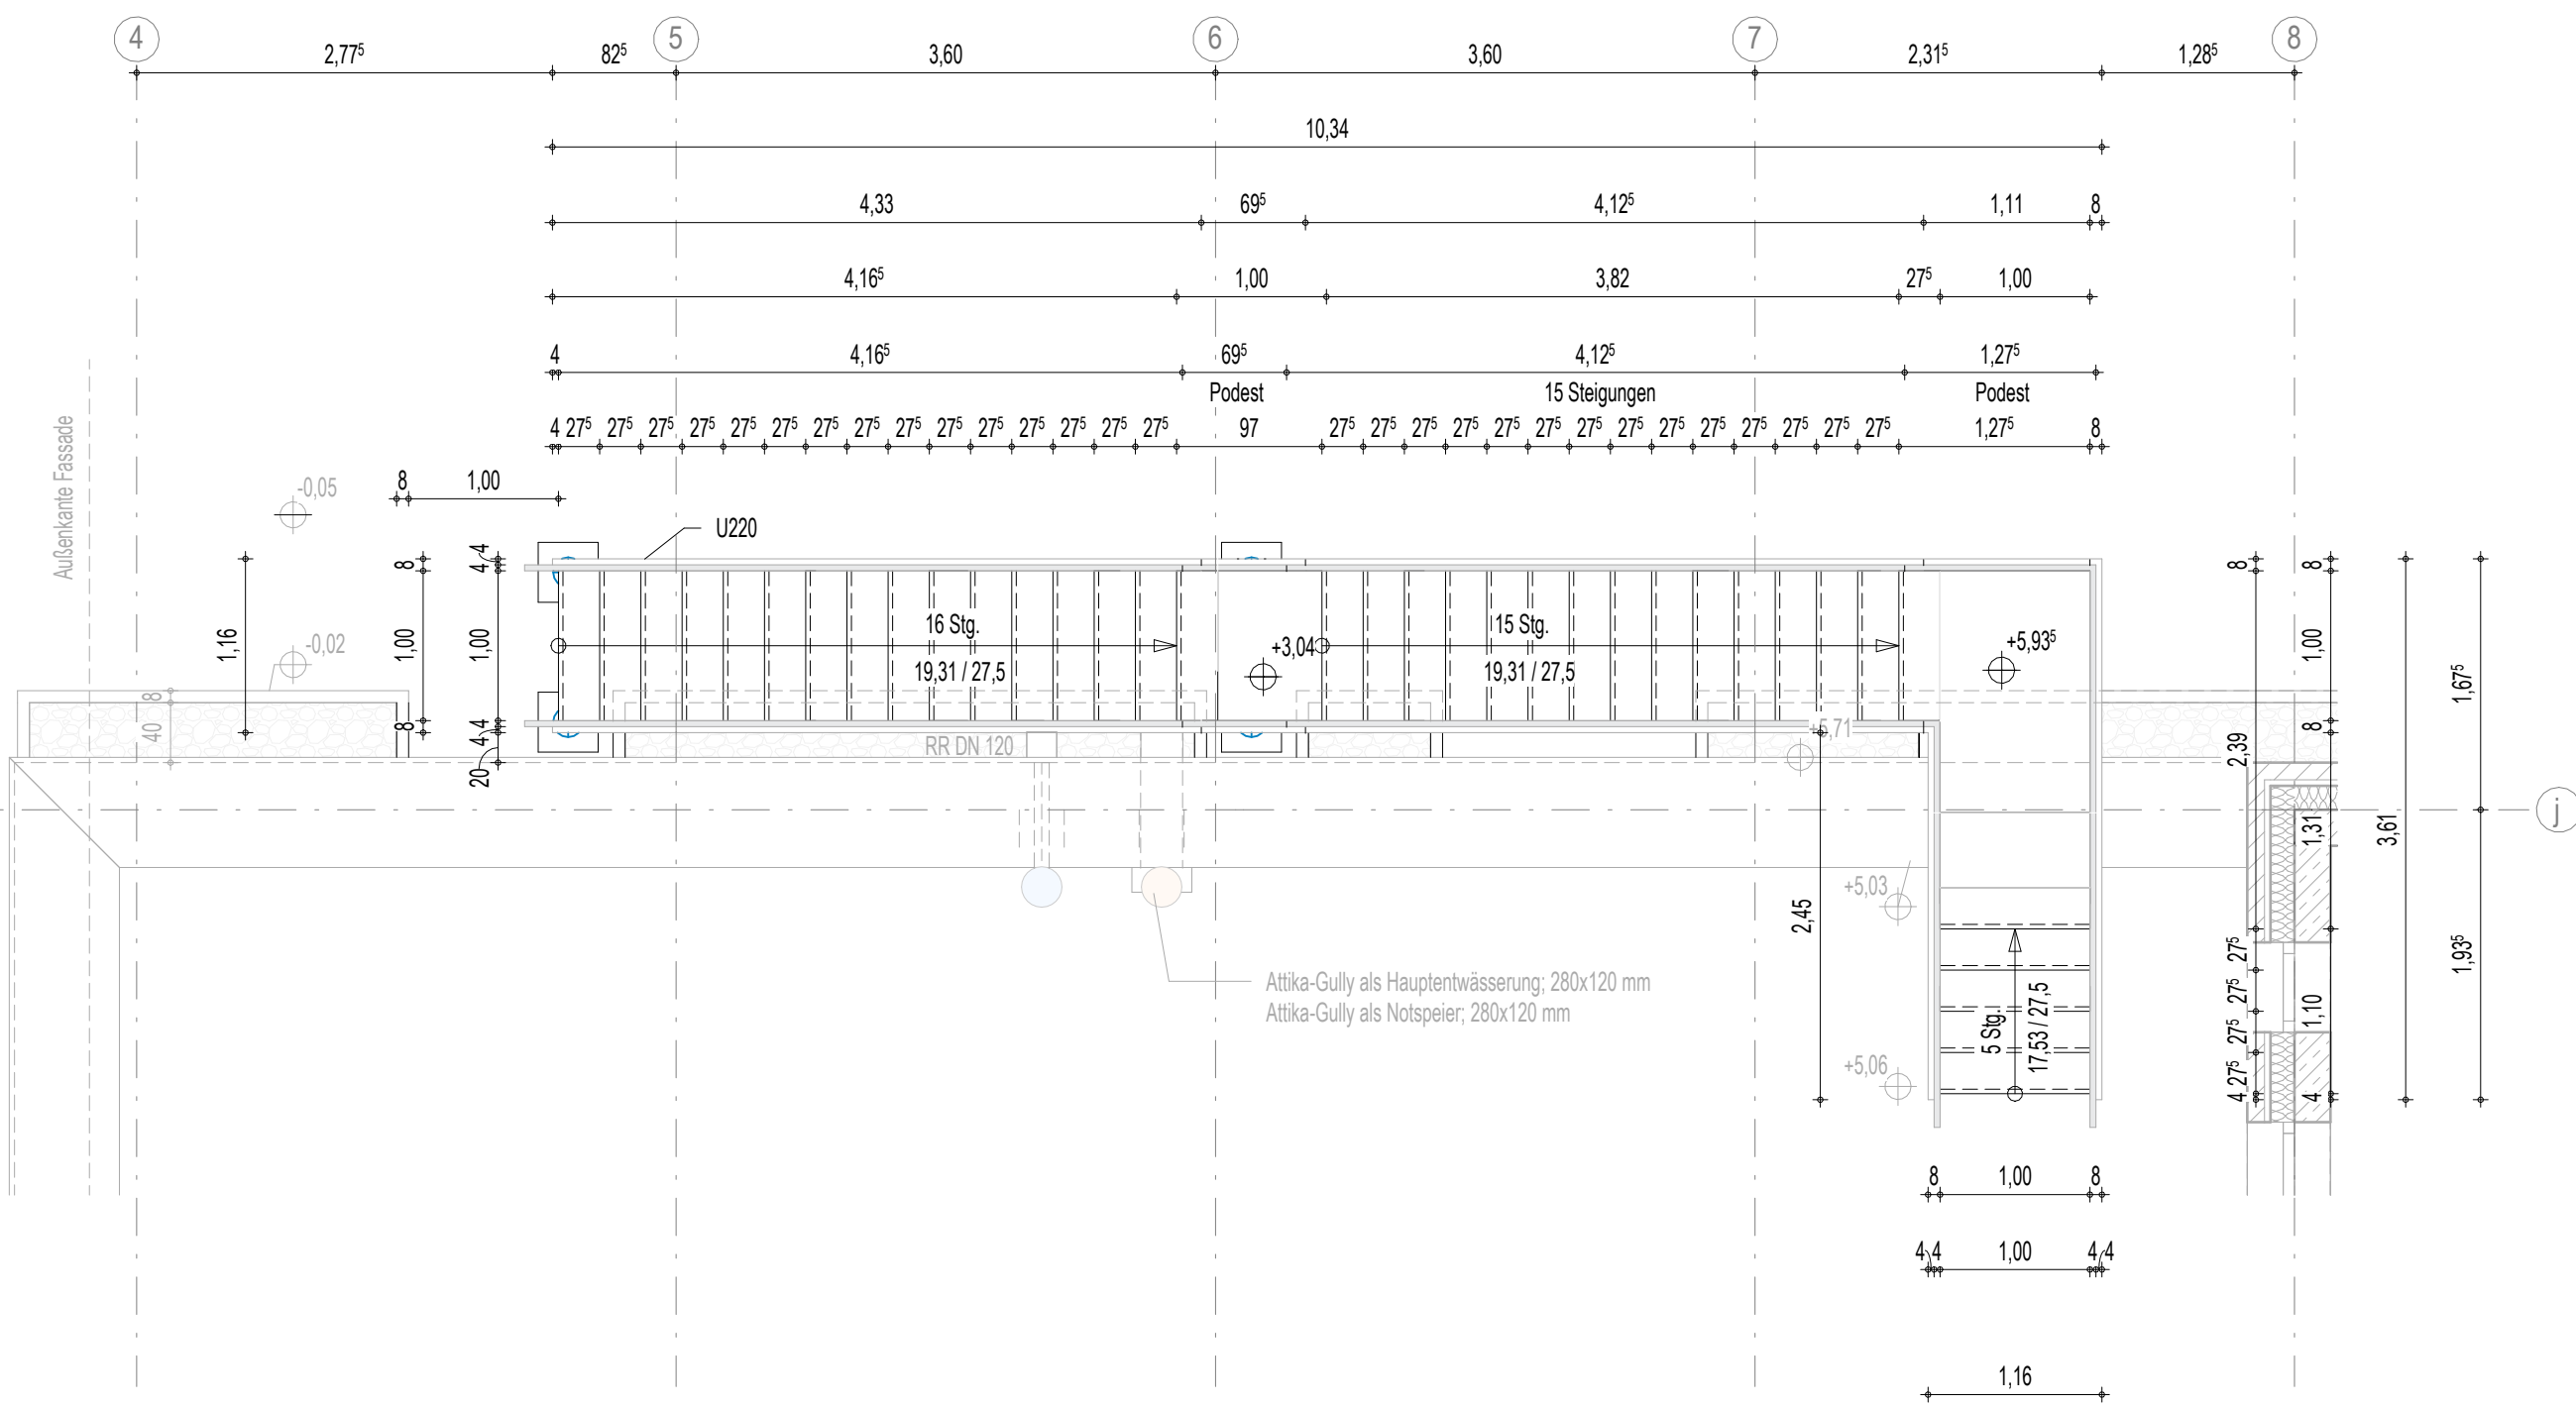 4 5 6 7 8
2,77⁵ 82⁵ 3,60 3,60 2,31⁵ 1,28⁵
10,34
4,33 69⁵ 4,12⁵ 1,11 8
4,16⁵ 1,00 3,82 27⁵ 1,00
4 4,16⁵ 69⁵ 4,12⁵ 1,27⁵
Podest 15 Steigungen Podest
4 27⁵ 27⁵ 27⁵ 27⁵ 27⁵ 27⁵ 27⁵ 27⁵ 27⁵ 27⁵ 27⁵ 27⁵ 27⁵ 27⁵ 27⁵ 97 27⁵ 27⁵ 27⁵ 27⁵ 27⁵ 27⁵ 27⁵ 27⁵ 27⁵ 27⁵ 27⁵ 27⁵ 27⁵ 27⁵ 1,27⁵ 8
8 1,00
Außenkante Fassade
-0,05
-0,02
U220
1,16
8 1,00 8
4 4 1,00 4 4 20
8
40
16 Stg.
19,31 / 27,5
+3,04
15 Stg.
19,31 / 27,5
+5,93⁵
RR DN 120
+5,71
+5,03
+5,06
2,45
5 Stg.
17,53 / 27,5
Attika-Gully als Hauptentwässerung; 280x120 mm
Attika-Gully als Notspeier; 280x120 mm
8 2,39 27⁵ 27⁵ 27⁵ 27⁵ 4
8 1,00 8 1,31 1,10 4
3,61
1,67⁵ 1,93⁵
j
8 1,00 8
4 4 1,00 4 4
1,16